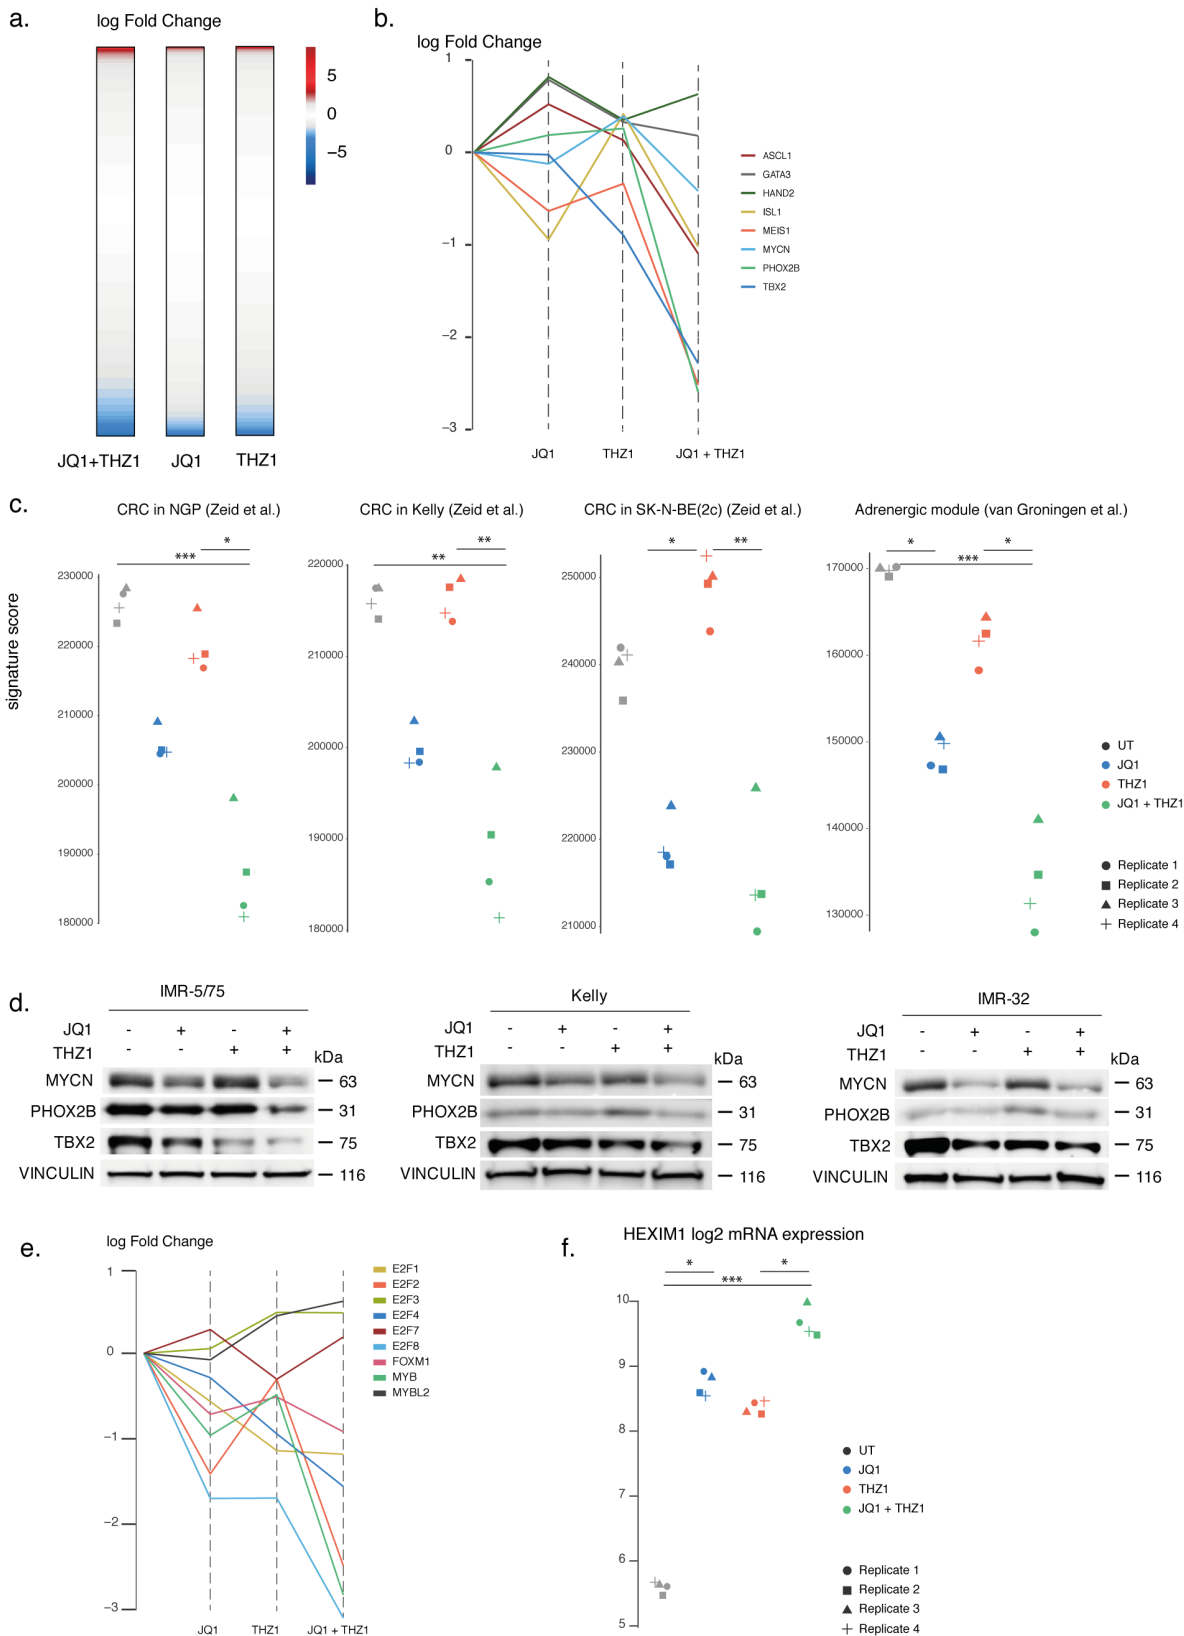 a.
log Fold Change
5
0
−5
JQ1+THZ1
JQ1
THZ1
b.
log Fold Change
1
0
−1
−2
−3
JQ1
THZ1
JQ1 + THZ1
ASCL1
GATA3
HAND2
ISL1
MEIS1
MYCN
PHOX2B
TBX2
c.
signature score
CRC in NGP (Zeid et al.)
*
***
230000
220000
210000
200000
190000
180000
CRC in Kelly (Zeid et al.)
**
**
220000
210000
200000
190000
180000
CRC in SK-N-BE(2c) (Zeid et al.)
*
**
250000
240000
230000
220000
210000
Adrenergic module (van Groningen et al.)
*
*
***
170000
160000
150000
140000
130000
UT
JQ1
THZ1
JQ1 + THZ1
Replicate 1
Replicate 2
Replicate 3
Replicate 4
d.
IMR-5/75
JQ1 - + - +
THZ1 - - + +
kDa
MYCN 63
PHOX2B 31
TBX2 75
VINCULIN 116
Kelly
JQ1 - + - +
THZ1 - - + +
kDa
MYCN 63
PHOX2B 31
TBX2 75
VINCULIN 116
IMR-32
JQ1 - + - +
THZ1 - - + +
kDa
MYCN 63
PHOX2B 31
TBX2 75
VINCULIN 116
e.
log Fold Change
1
0
−1
−2
−3
JQ1
THZ1
JQ1 + THZ1
E2F1
E2F2
E2F3
E2F4
E2F7
E2F8
FOXM1
MYB
MYBL2
f.
HEXIM1 log2 mRNA expression
*
*
***
10
9
8
7
6
5
UT
JQ1
THZ1
JQ1 + THZ1
Replicate 1
Replicate 2
Replicate 3
Replicate 4